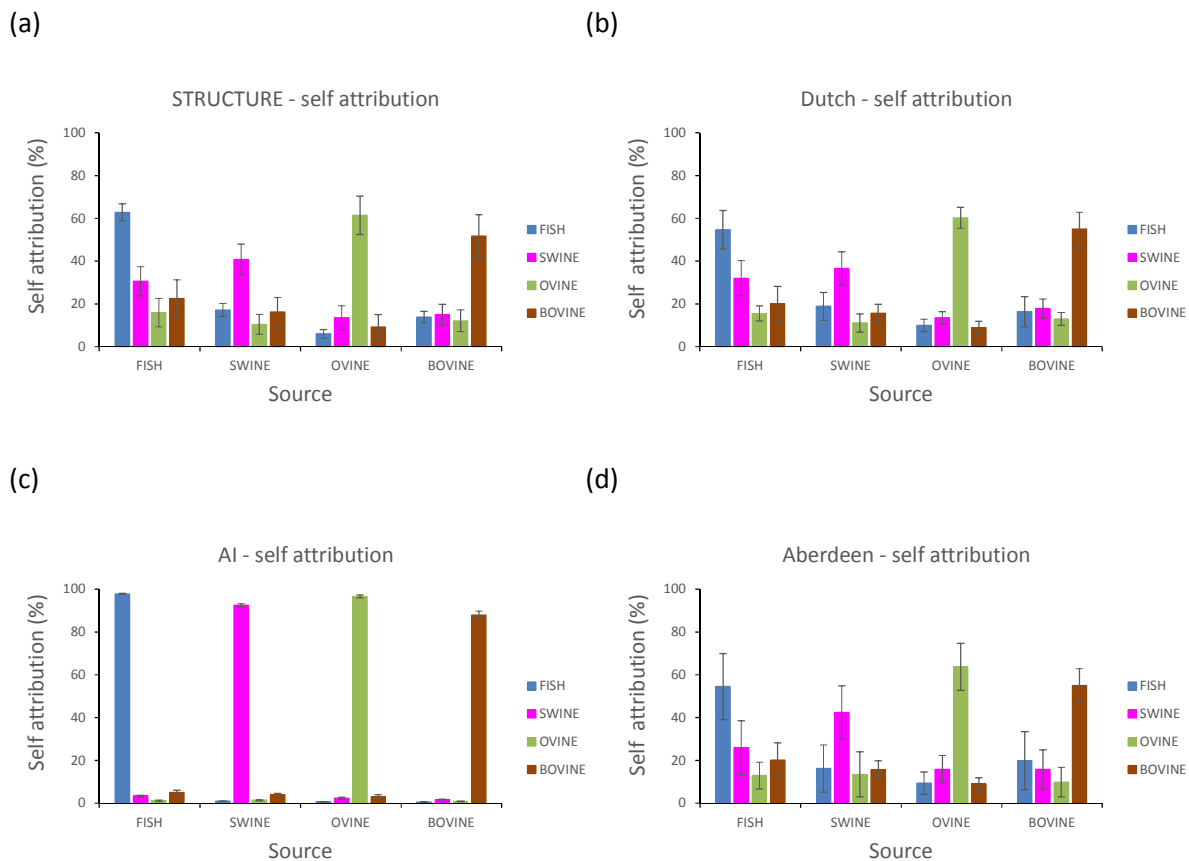 (a)
STRUCTURE - self attribution
Self attribution (%)
100
80
60
40
20
0
FISH SWINE OVINE BOVINE
Source
FISH
SWINE
OVINE
BOVINE
(b)
Dutch - self attribution
Self attribution (%)
100
80
60
40
20
0
FISH SWINE OVINE BOVINE
Source
FISH
SWINE
OVINE
BOVINE
(c)
AI - self attribution
Self attribution (%)
100
80
60
40
20
0
FISH SWINE OVINE BOVINE
Source
FISH
SWINE
OVINE
BOVINE
(d)
Aberdeen - self attribution
Self attribution (%)
100
80
60
40
20
0
FISH SWINE OVINE BOVINE
Source
FISH
SWINE
OVINE
BOVINE